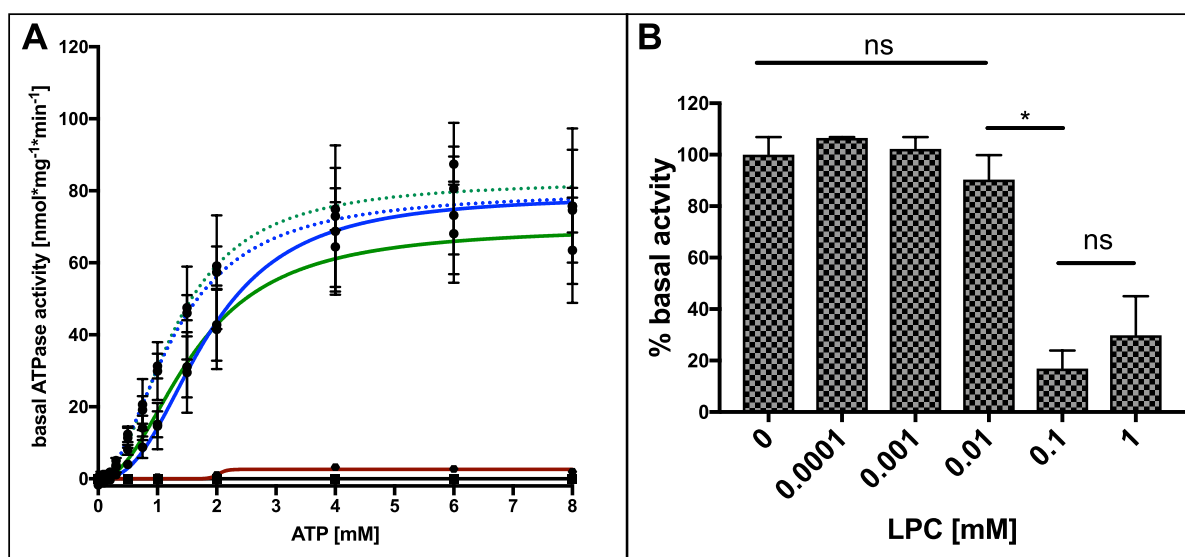 A
basal ATPase activity [nmol*mg-1*min-1]
120
100
80
60
40
20
0
0 1 2 3 4 5 6 7 8
ATP [mM]
B
ns
*
ns
% basal actvity
120
100
80
60
40
20
0
0 0.0001 0.001 0.01 0.1 1
LPC [mM]